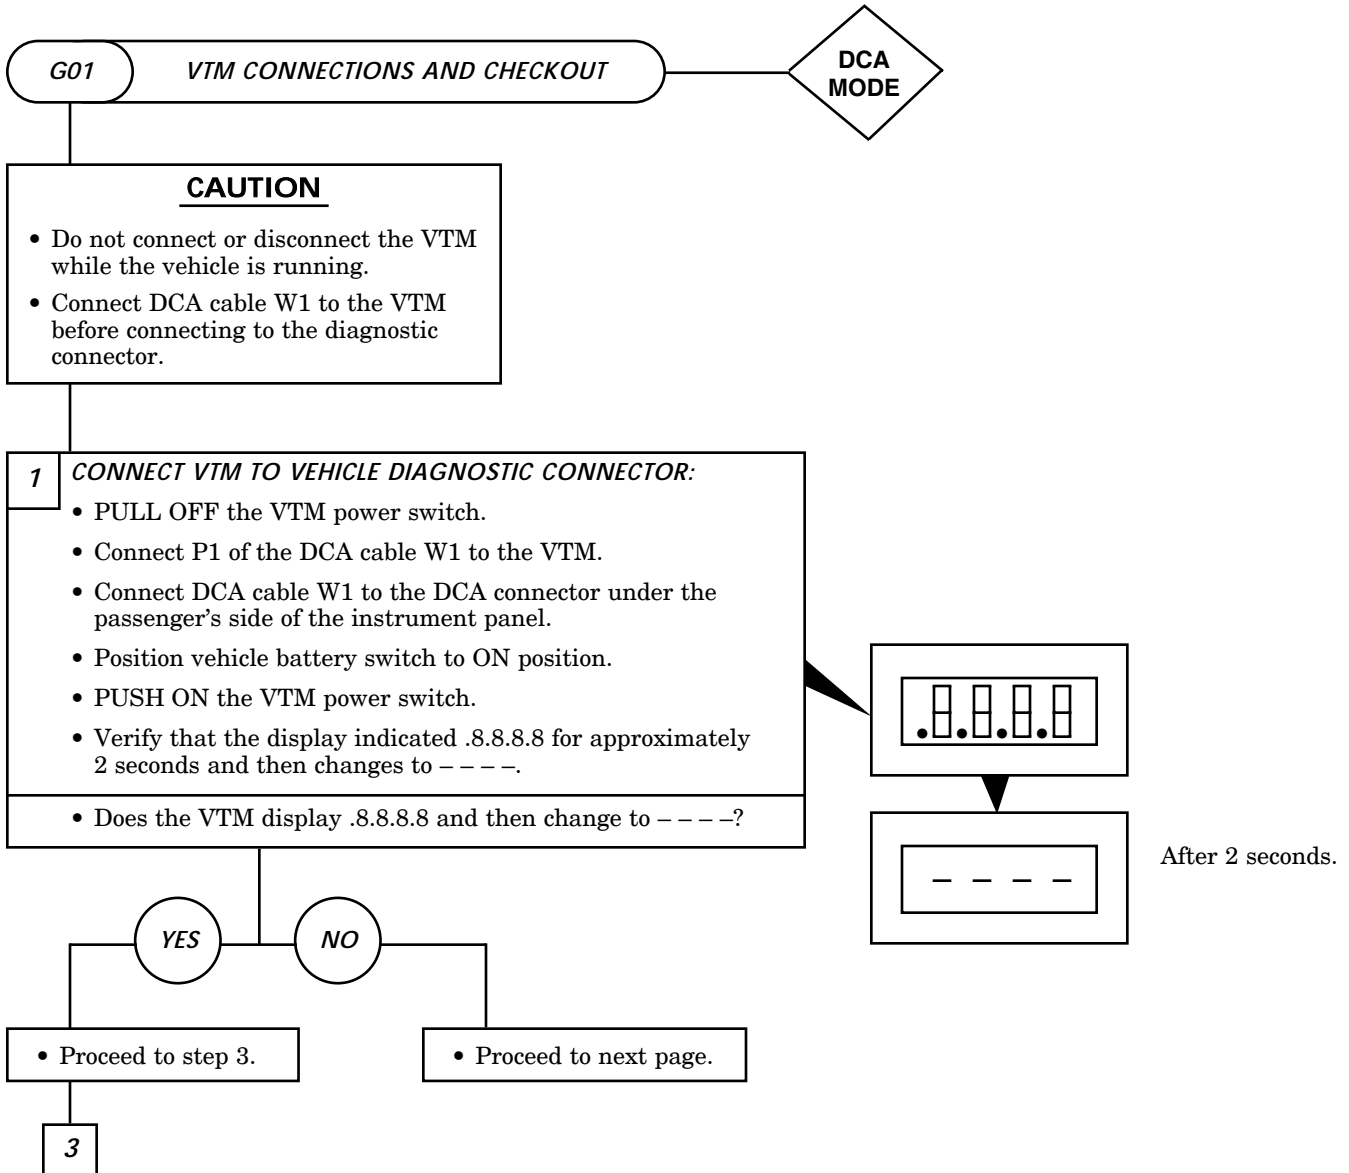 G01
VTM CONNECTIONS AND CHECKOUT
DCA
MODE
CAUTION
• Do not connect or disconnect the VTM
while the vehicle is running.
• Connect DCA cable W1 to the VTM
before connecting to the diagnostic
connector.
1
CONNECT VTM TO VEHICLE DIAGNOSTIC CONNECTOR:
• PULL OFF the VTM power switch.
• Connect P1 of the DCA cable W1 to the VTM.
• Connect DCA cable W1 to the DCA connector under the
passenger’s side of the instrument panel.
• Position vehicle battery switch to ON position.
• PUSH ON the VTM power switch.
• Verify that the display indicated .8.8.8.8 for approximately
2 seconds and then changes to – – – –.
• Does the VTM display .8.8.8.8 and then change to – – – –?
.8.8.8.8
– – – –
After 2 seconds.
YES
NO
• Proceed to step 3.
• Proceed to next page.
3